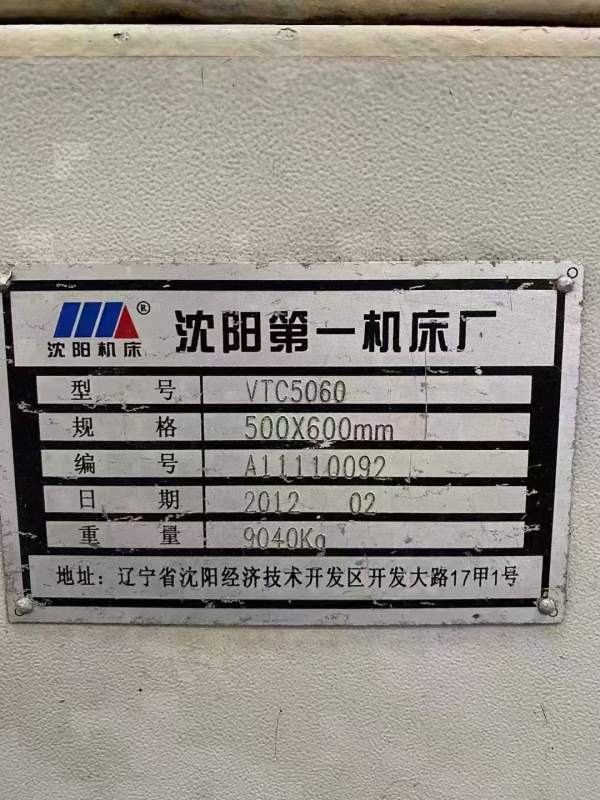 沈阳机床 ® 沈阳第一机床厂
型 号 VTC5060
规 格 500X600mm
编 号 A11110092
日 期 2012 02
重 量 9040Kg
地址: 辽宁省沈阳经济技术开发区开发大路17甲1号